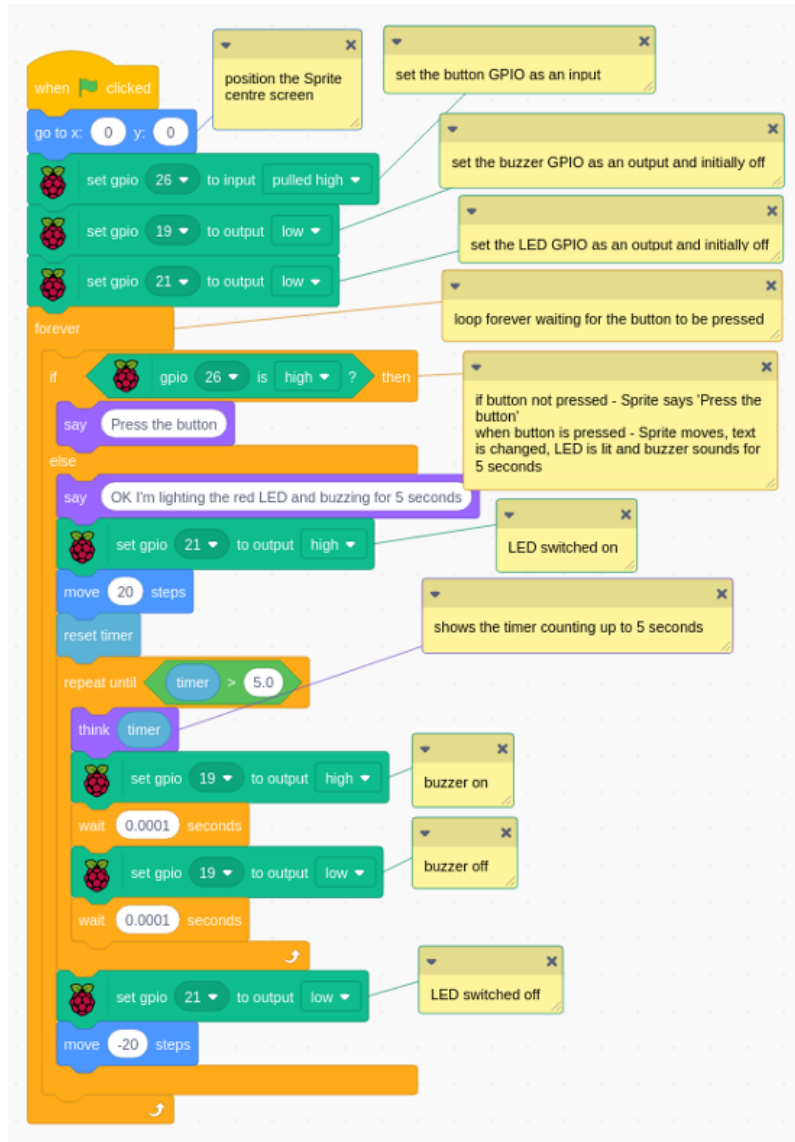 when clicked
position the Sprite
centre screen
set the button GPIO as an input
go to x: 0 y: 0
set the buzzer GPIO as an output and initially off
set gpio 26 to input pulled high
set gpio 19 to output low
set the LED GPIO as an output and initially off
set gpio 21 to output low
loop forever waiting for the button to be pressed
forever
if gpio 26 is high ? then
if button not pressed - Sprite says 'Press the
button'
when button is pressed - Sprite moves, text
is changed, LED is lit and buzzer sounds for
5 seconds
say Press the button
else
say OK I'm lighting the red LED and buzzing for 5 seconds
set gpio 21 to output high
LED switched on
move 20 steps
shows the timer counting up to 5 seconds
reset timer
repeat until timer > 5.0
think timer
set gpio 19 to output high
buzzer on
wait 0.0001 seconds
set gpio 19 to output low
buzzer off
wait 0.0001 seconds
set gpio 21 to output low
LED switched off
move -20 steps